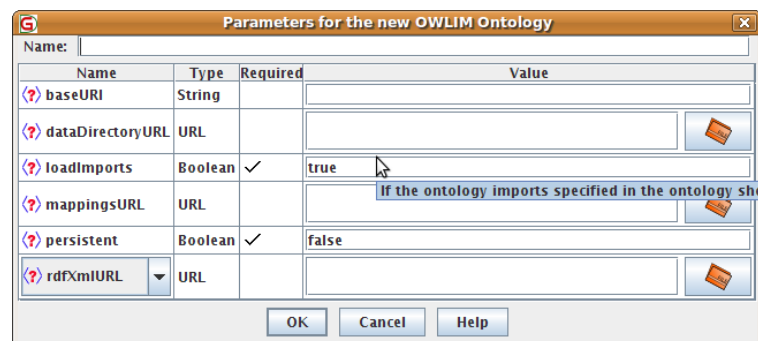 Parameters for the new OWLIM Ontology
Name:
Name Type Required Value
<?> baseURI String
<?> dataDirectoryURL URL
<?> loadImports Boolean ✓ true
If the ontology imports specified in the ontology sho
<?> mappingsURL URL
<?> persistent Boolean ✓ false
<?> rdfXmlURL URL
OK Cancel Help